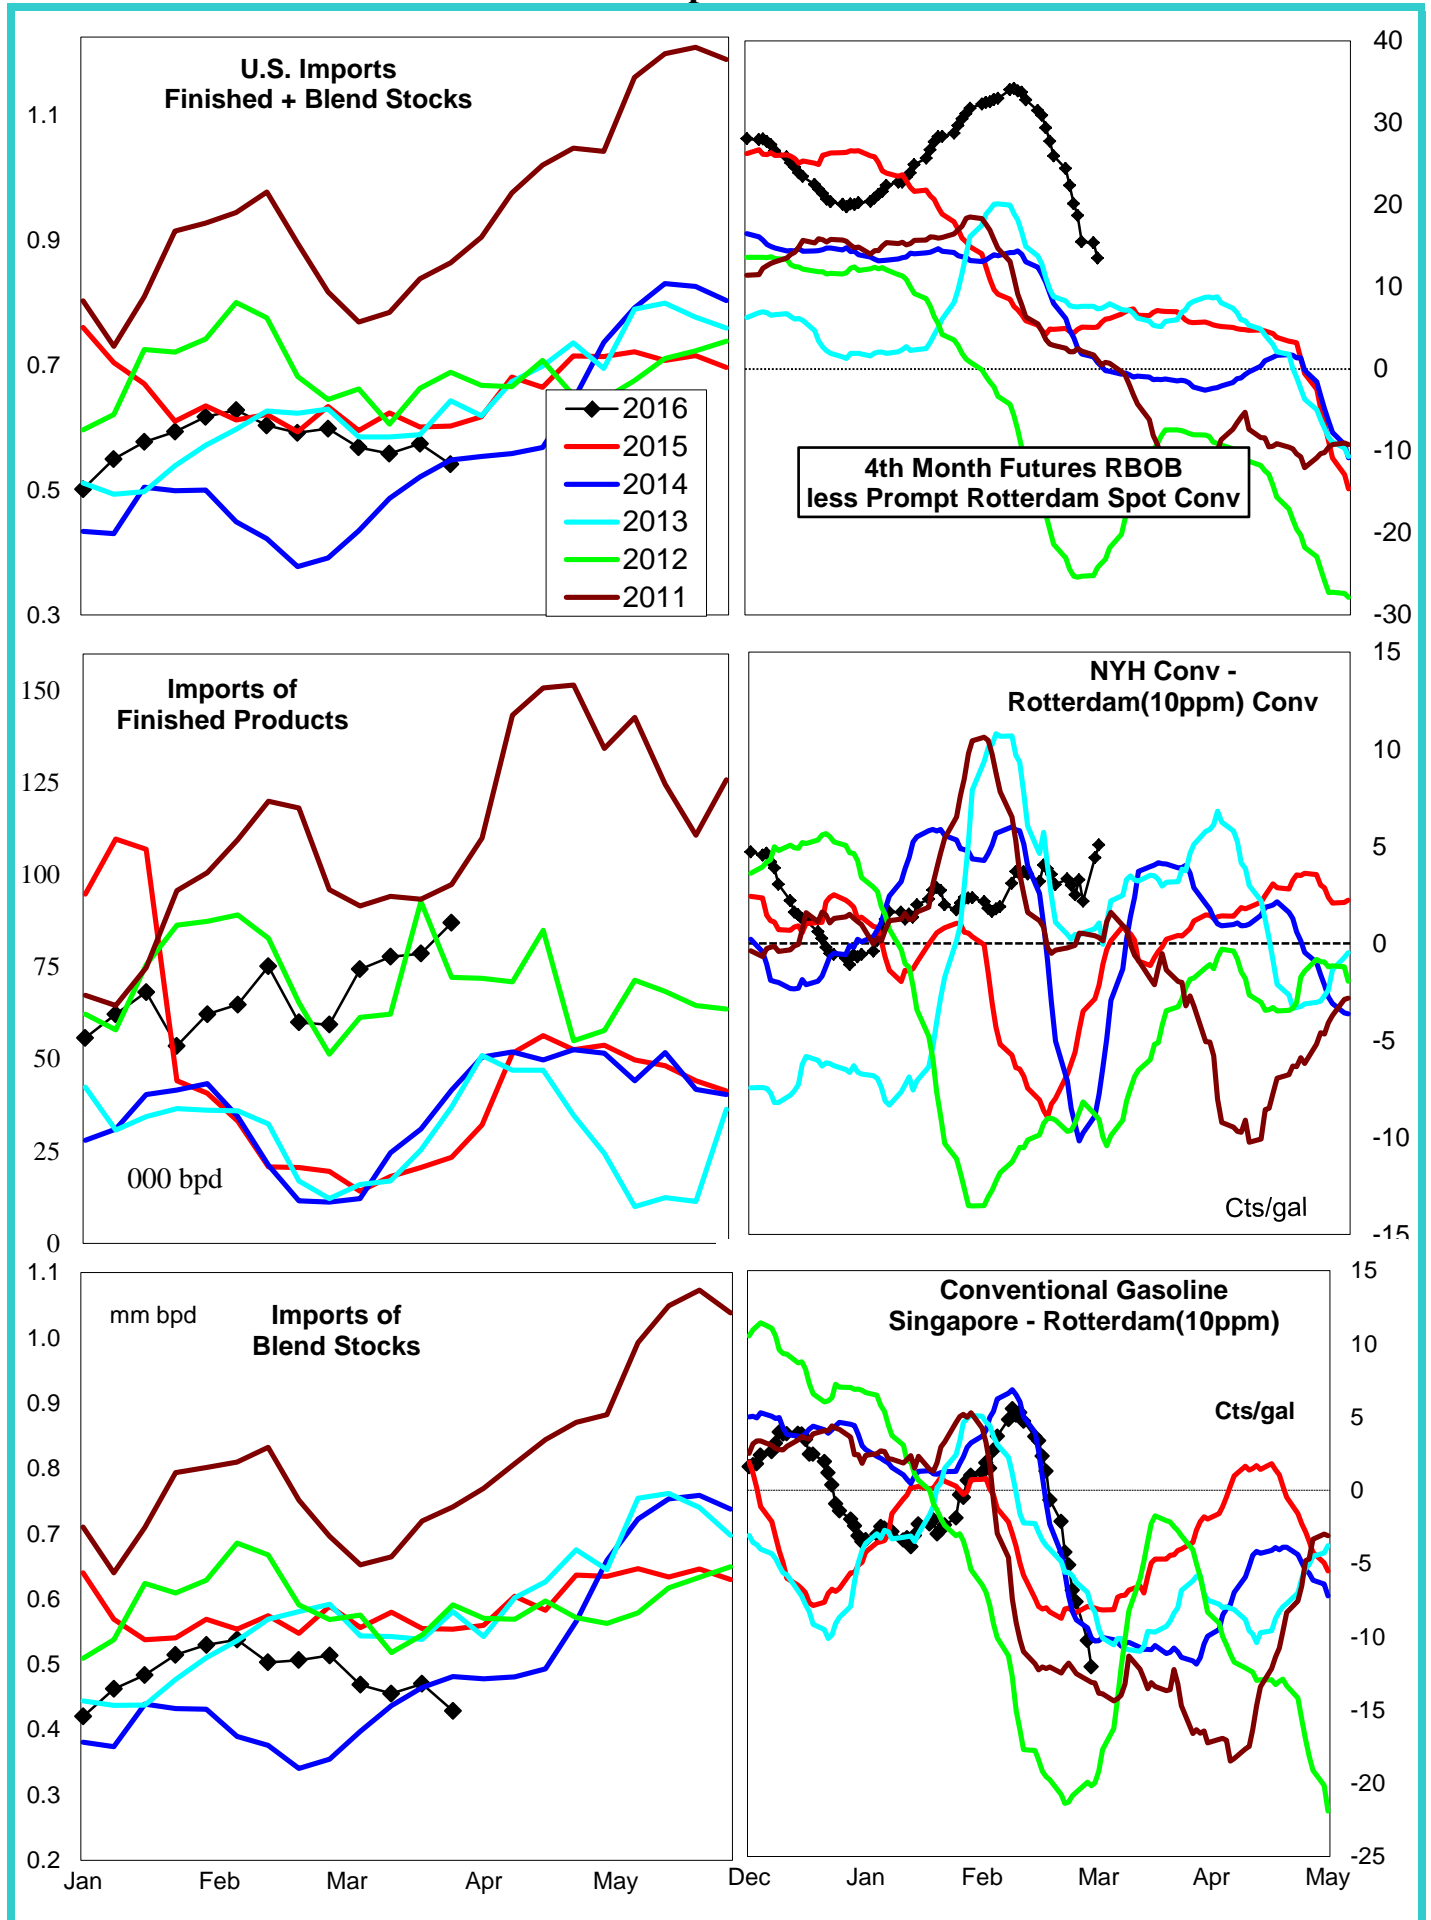 U.S. Imports
Finished + Blend Stocks
1.1
0.9
0.7
0.5
0.3
2016
2015
2014
2013
2012
2011
40
30
20
10
0
-10
-20
-30
4th Month Futures RBOB
less Prompt Rotterdam Spot Conv
Imports of
Finished Products
150
125
100
75
50
25
0
000 bpd
NYH Conv -
Rotterdam(10ppm) Conv
15
10
5
0
-5
-10
-15
Cts/gal
mm bpd
Imports of
Blend Stocks
1.1
1.0
0.9
0.8
0.7
0.6
0.5
0.4
0.3
0.2
Jan
Feb
Mar
Apr
May
Conventional Gasoline
Singapore - Rotterdam(10ppm)
Cts/gal
15
10
5
0
-5
-10
-15
-20
-25
Dec
Jan
Feb
Mar
Apr
May